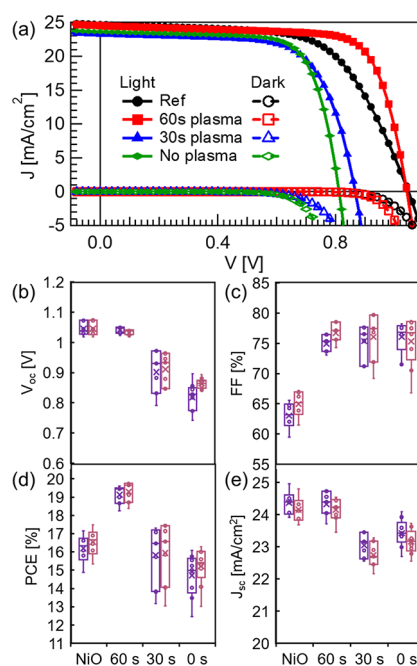 (a)
25
20
15
10
5
0
-5
J [mA/cm²]
Light Dark
Ref
60s plasma
30s plasma
No plasma
0.0 0.4 0.8
V [V]
(b)
1.2
1.1
1
0.9
0.8
0.7
0.6
V_oc [V]
(c)
85
80
75
70
65
60
55
FF [%]
(d)
20
19
18
17
16
15
14
13
12
11
10
PCE [%]
NiO 60 s 30 s 0 s
(e)
25
24
23
22
21
20
J_sc [mA/cm²]
NiO 60 s 30 s 0 s